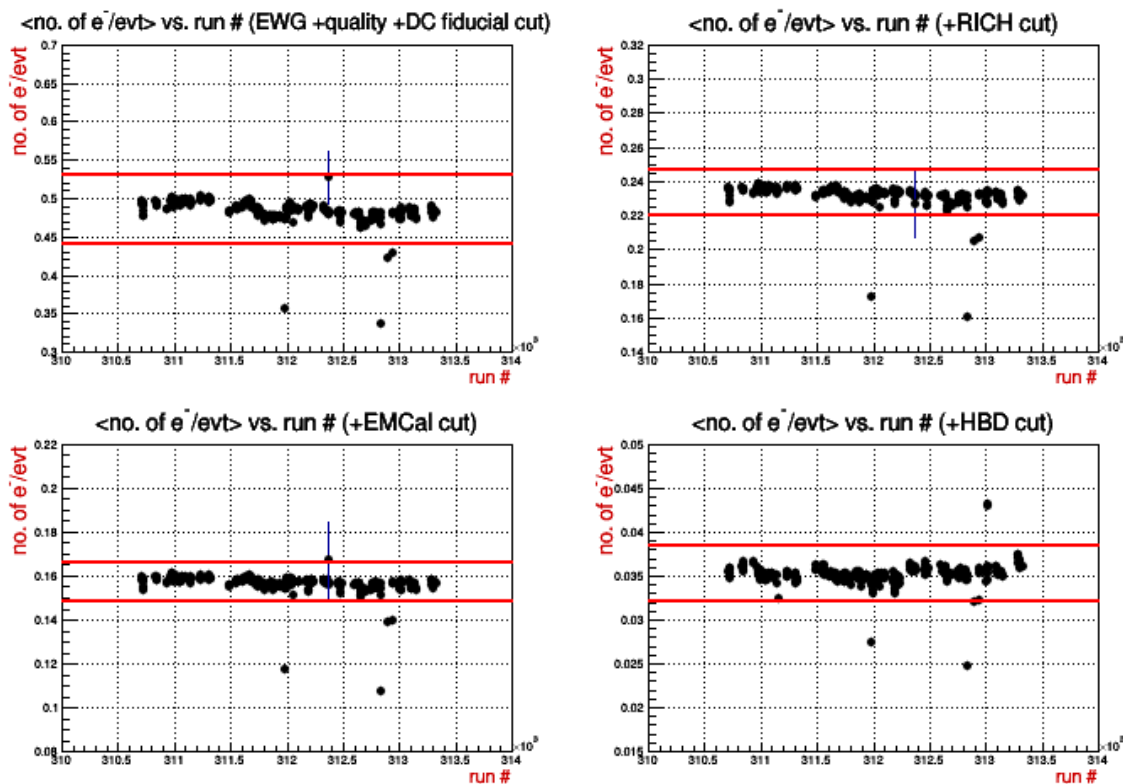 <no. of e⁻/evt> vs. run # (EWG +quality +DC fiducial cut)
no. of e⁻/evt
0.7
0.65
0.6
0.55
0.5
0.45
0.4
0.35
0.3
310 310.5 311 311.5 312 312.5 313 313.5 314
×10³
run #
<no. of e⁻/evt> vs. run # (+RICH cut)
no. of e⁻/evt
0.32
0.3
0.28
0.26
0.24
0.22
0.2
0.18
0.16
0.14
310 310.5 311 311.5 312 312.5 313 313.5 314
×10³
run #
<no. of e⁻/evt> vs. run # (+EMCal cut)
no. of e⁻/evt
0.22
0.2
0.18
0.16
0.14
0.12
0.1
0.08
310 310.5 311 311.5 312 312.5 313 313.5 314
×10³
run #
<no. of e⁻/evt> vs. run # (+HBD cut)
no. of e⁻/evt
0.05
0.045
0.04
0.035
0.03
0.025
0.02
0.015
310 310.5 311 311.5 312 312.5 313 313.5 314
×10³
run #